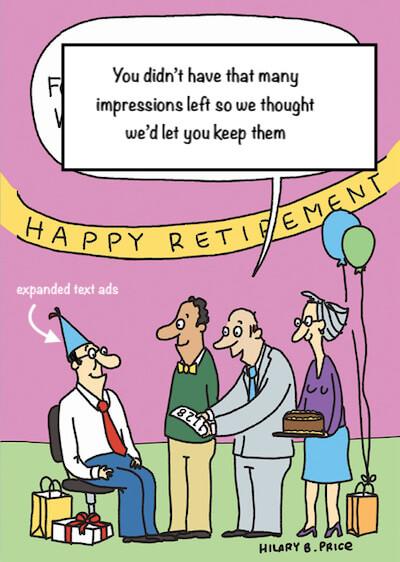 You didn't have that many
impressions left so we thought
we'd let you keep them
HAPPY RETIREMENT
expanded text ads
HILARY B. PRICE